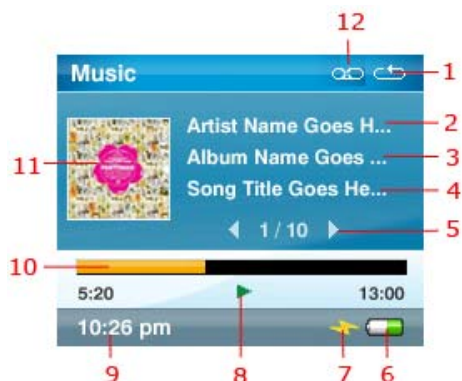 12
Music
1
Artist Name Goes H... 2
11 Album Name Goes ... 3
Song Title Goes He... 4
1 / 10 5
10
5:20 13:00
10:26 pm
9 8 7 6